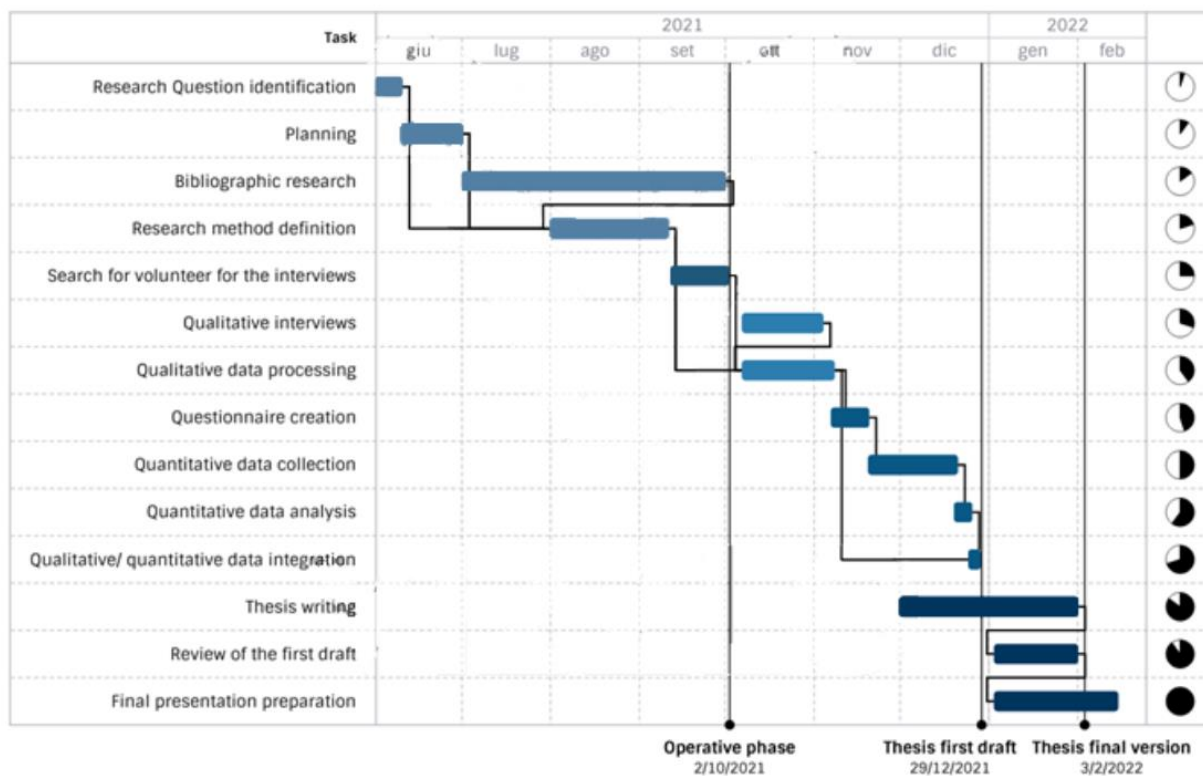 2021 2022
Task
giu lug ago set ott nov dic gen feb
Research Question identification
Planning
Bibliographic research
Research method definition
Search for volunteer for the interviews
Qualitative interviews
Qualitative data processing
Questionnaire creation
Quantitative data collection
Quantitative data analysis
Qualitative/ quantitative data integration
Thesis writing
Review of the first draft
Final presentation preparation
Operative phase Thesis first draft Thesis final version
2/10/2021 29/12/2021 3/2/2022